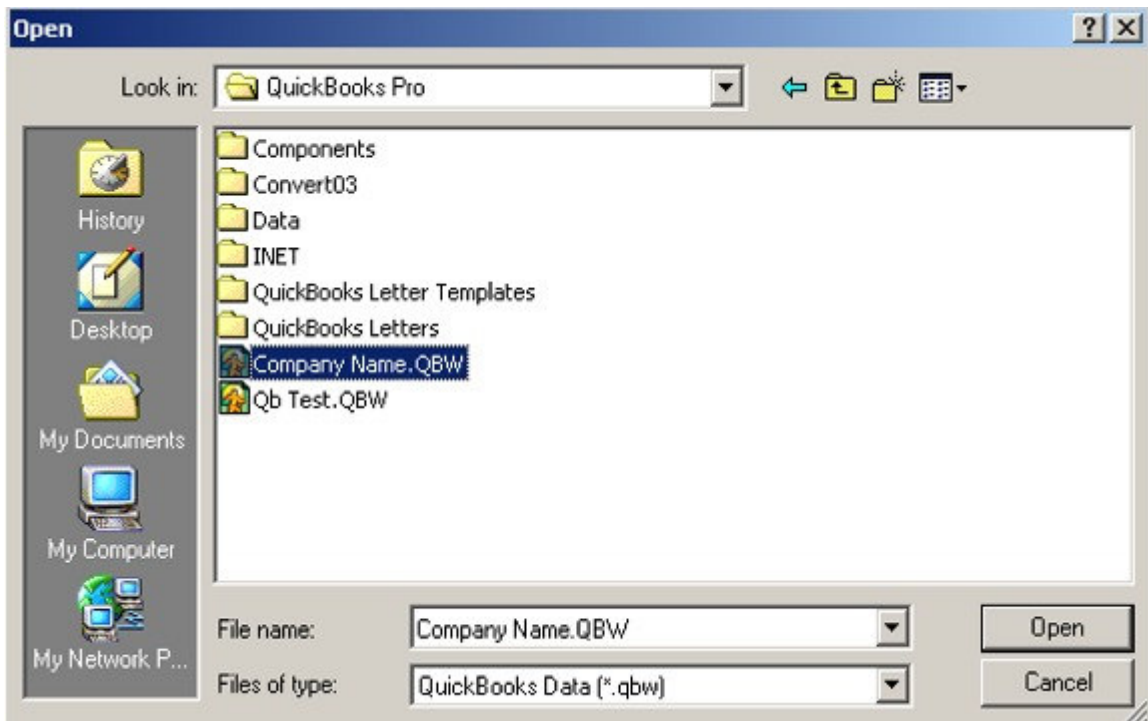 Open
Look in: QuickBooks Pro
History
Desktop
My Documents
My Computer
My Network P...
Components
Convert03
Data
INET
QuickBooks Letter Templates
QuickBooks Letters
Company Name.QBW
Qb Test.QBW
File name: Company Name.QBW Open
Files of type: QuickBooks Data (*.qbw) Cancel